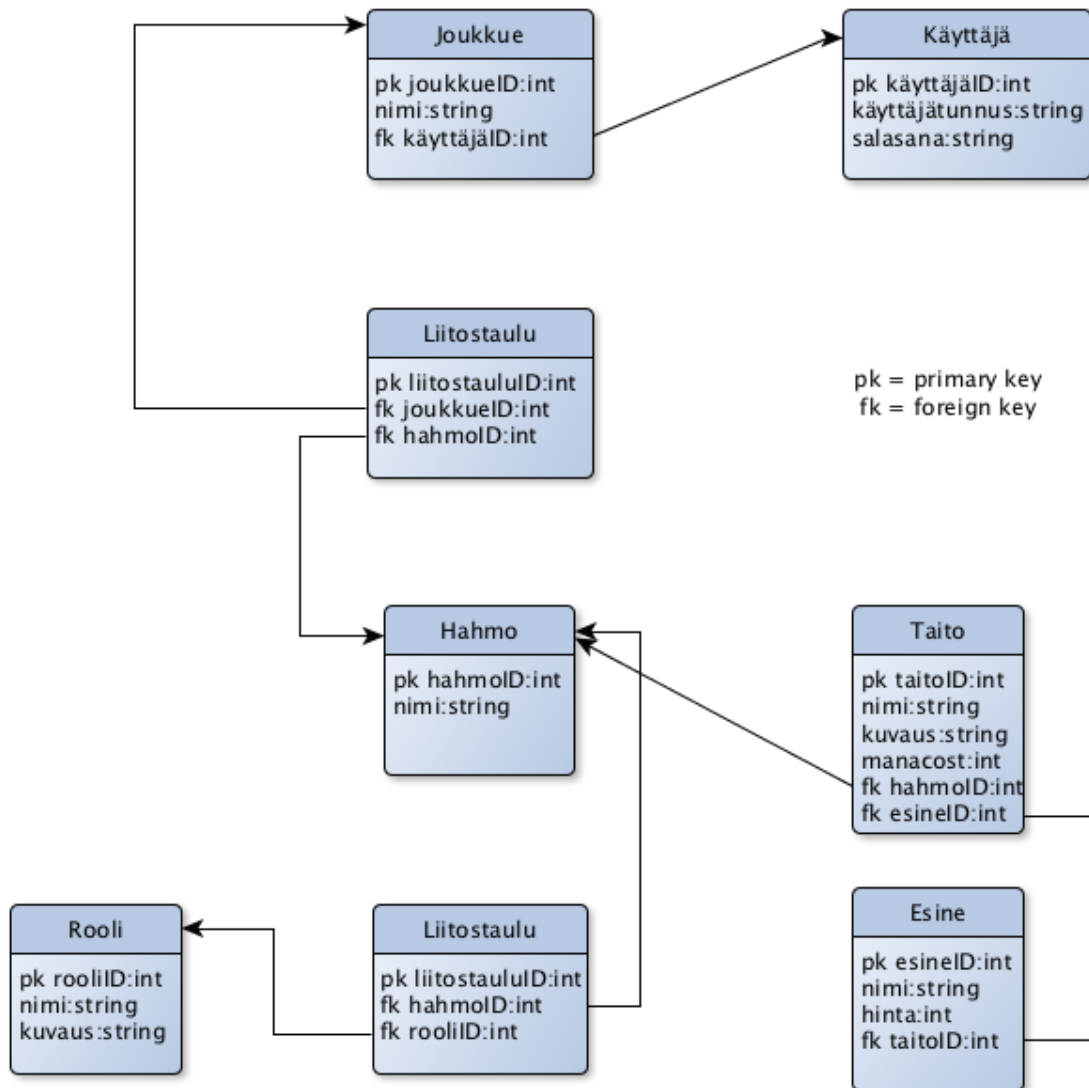 Joukkue
pk joukkueID:int
nimi:string
fk käyttäjäID:int
Käyttäjä
pk käyttäjäID:int
käyttäjätunnus:string
salasana:string
Liitostaulu
pk liitostauluID:int
fk joukkueID:int
fk hahmoID:int
pk = primary key
fk = foreign key
Hahmo
pk hahmoID:int
nimi:string
Taito
pk taitoID:int
nimi:string
kuvaus:string
manacost:int
fk hahmoID:int
fk esineID:int
Rooli
pk rooliID:int
nimi:string
kuvaus:string
Liitostaulu
pk liitostauluID:int
fk hahmoID:int
fk rooliID:int
Esine
pk esineID:int
nimi:string
hinta:int
fk taitoID:int